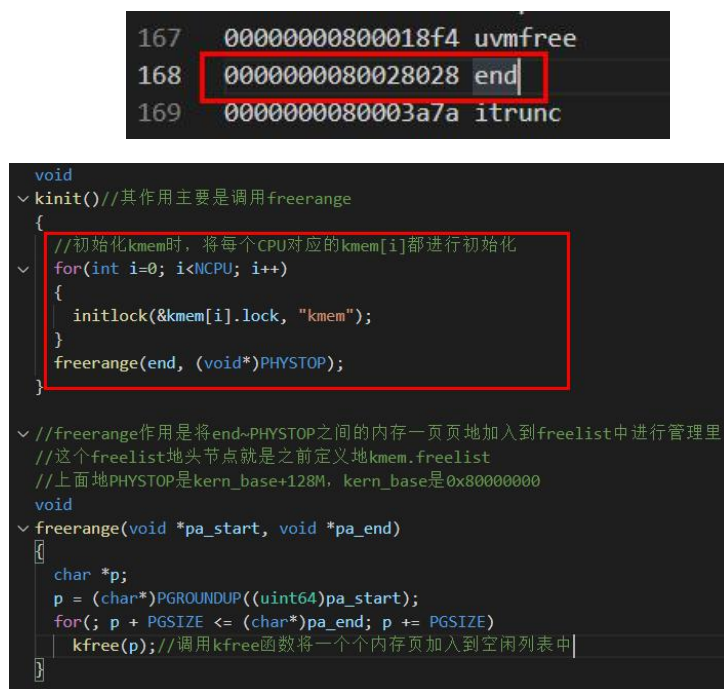 167 00000000800018f4 uvmfree
168 0000000080028028 end
169 0000000080003a7a itrunc
void
kinit()//其作用主要是调用freerange
{
//初始化kmem时，将每个CPU对应的kmem[i]都进行初始化
for(int i=0; i<NCPU; i++)
{
initlock(&kmem[i].lock, "kmem");
}
freerange(end, (void*)PHYSTOP);
}
//freerange作用是将end~PHYSTOP之间的内存一页页地加入到freelist中进行管理里
//这个freelist地头节点就是之前定义地kmem.freelist
//上面地PHYSTOP是kern_base+128M，kern_base是0x80000000
void
freerange(void *pa_start, void *pa_end)
{
char *p;
p = (char*)PGROUNDUP((uint64)pa_start);
for(; p + PGSIZE <= (char*)pa_end; p += PGSIZE)
kfree(p);//调用kfree函数将一个个内存页加入到空闲列表中
}